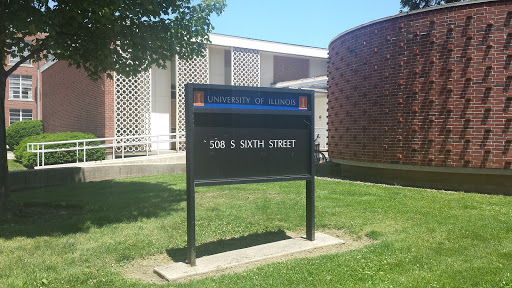 UNIVERSITY OF ILLINOIS
508 S SIXTH STREET